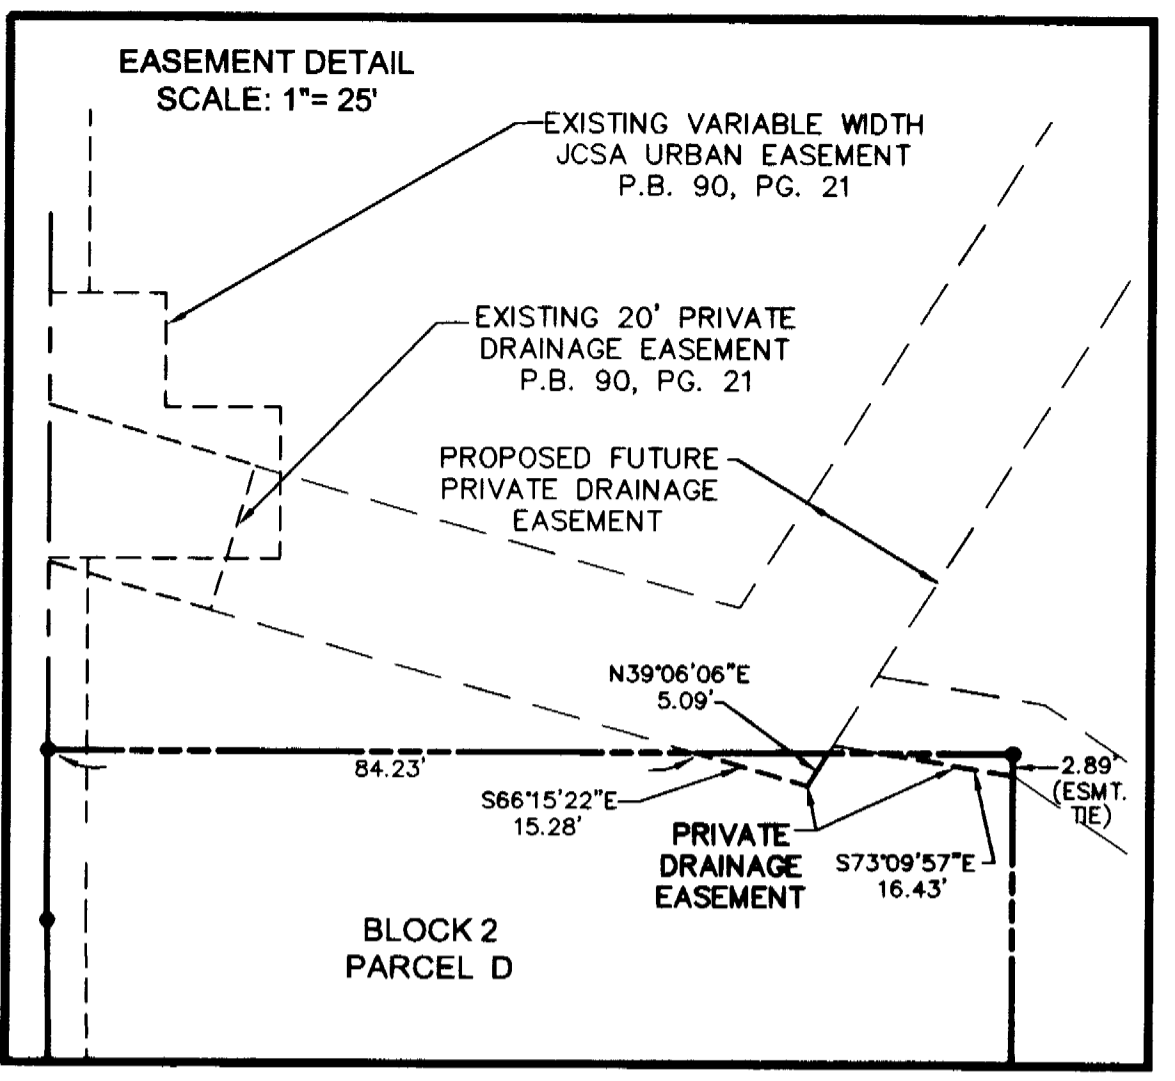 EASEMENT DETAIL
SCALE: 1"= 25'
EXISTING VARIABLE WIDTH
JCSA URBAN EASEMENT
P.B. 90, PG. 21
EXISTING 20' PRIVATE
DRAINAGE EASEMENT
P.B. 90, PG. 21
PROPOSED FUTURE
PRIVATE DRAINAGE
EASEMENT
N39°06'06"E
5.09'
84.23'
S66°15'22"E
15.28'
2.89'
(ESMT.
TIE)
PRIVATE
DRAINAGE
EASEMENT
S73°09'57"E
16.43'
BLOCK 2
PARCEL D